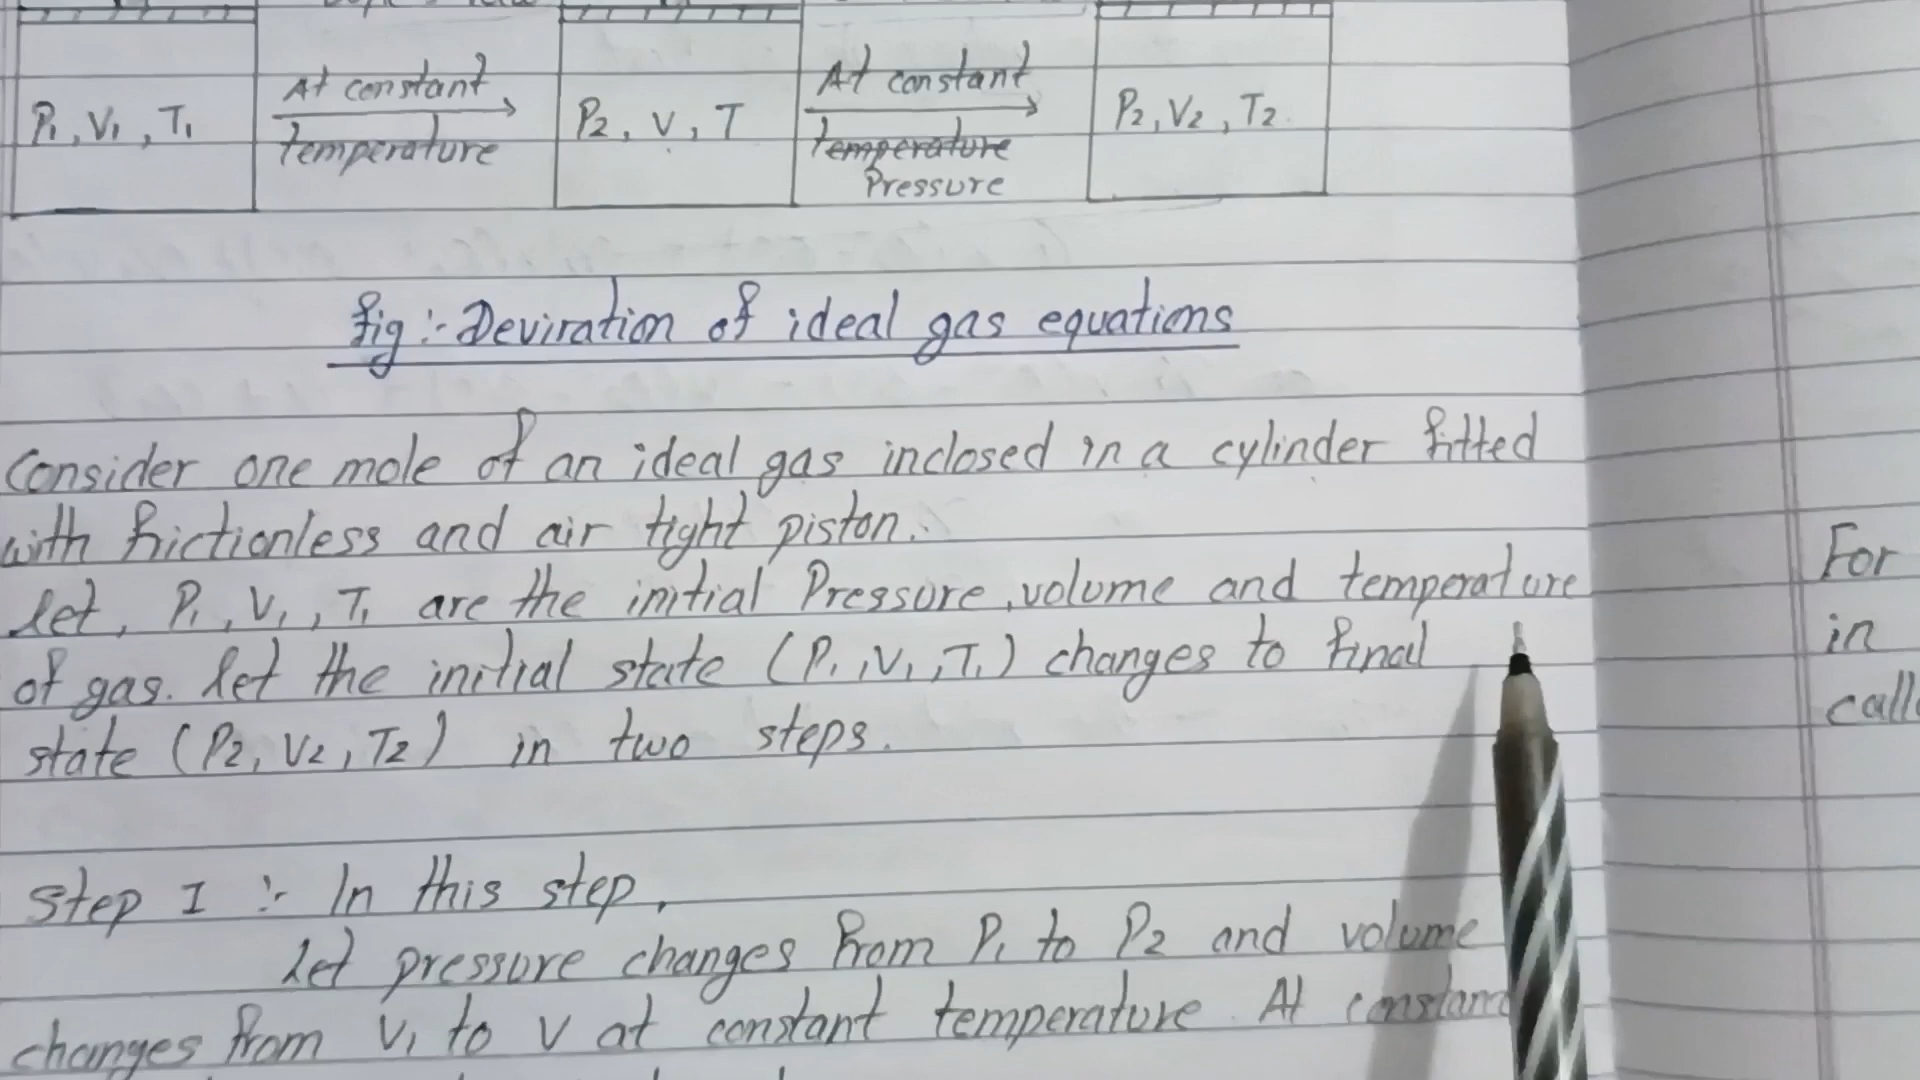 P1, V1, T1
At constant
temperature
P2, V, T
At constant
temperature
Pressure
P2, V2, T2.
fig :- Deviration of ideal gas equations
Consider one mole of an ideal gas inclosed in a cylinder fitted
with frictionless and air tight piston.
let, P1, V1, T1 are the initial Pressure, volume and temperature
of gas. let the initial state (P1, V1, T1) changes to final
state (P2, V2, T2) in two steps.
Step I :- In this step,
let pressure changes from P1 to P2 and volume
changes from V1 to V at constant temperature. At constant
For
in